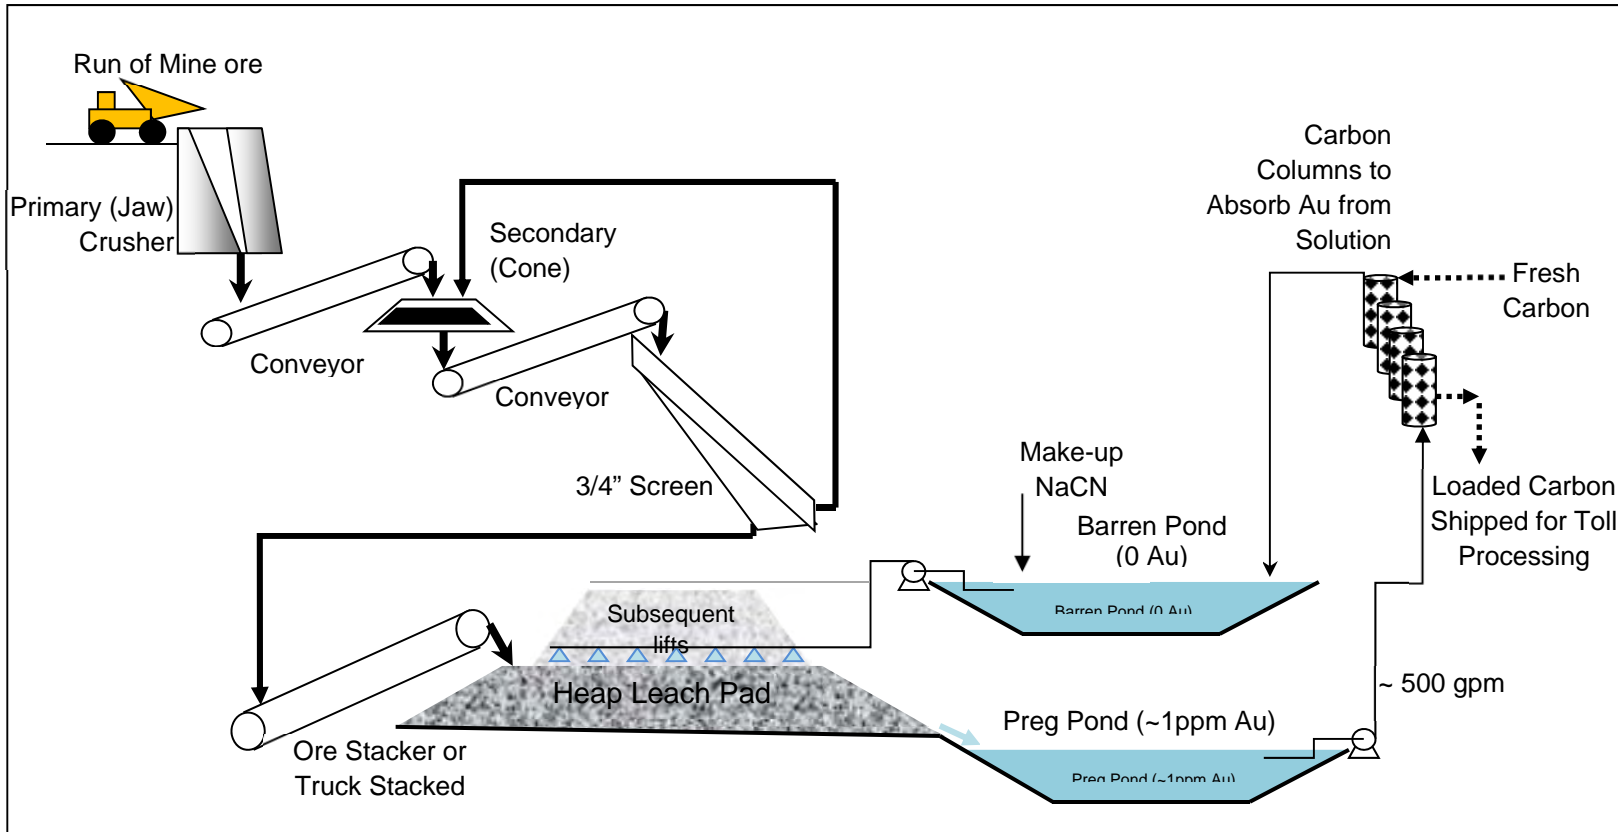 Run of Mine ore
Primary (Jaw)
Crusher
Conveyor
Secondary
(Cone)
Conveyor
3/4” Screen
Ore Stacker or
Truck Stacked
Subsequent
lifts
Heap Leach Pad
Make-up
NaCN
Barren Pond
(0 Au)
Barren Pond (0 Au)
Preg Pond (~1ppm Au)
Preg Pond (~1ppm Au)
~ 500 gpm
Carbon
Columns to
Absorb Au from
Solution
Fresh
Carbon
Loaded Carbon
Shipped for Toll
Processing